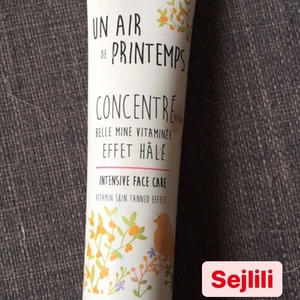 UN AIR
DE PRINTEMPS
CONCENTRÉ
BELLE MINE VITAMINÉE
EFFET HÂLÉ
INTENSIVE FACE CARE
VITAMIN SKIN TANNED EFFECT
Sejlili